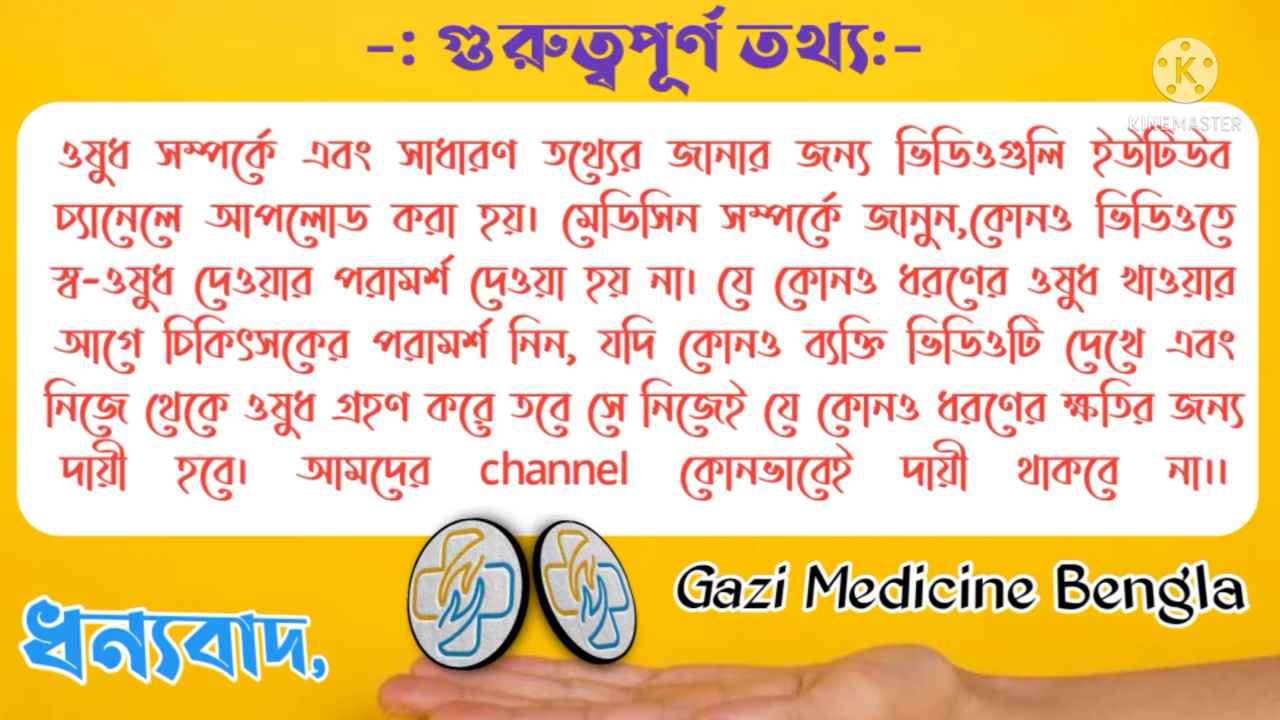 -: গুরুত্বপূর্ণ তথ্য:-
K
KINEMASTER
ওষুধ সম্পর্কে এবং সাধারণ তথ্যের জানার জন্য ভিডিওগুলি ইউটিউব
চ্যানেলে আপলোড করা হয়। মেডিসিন সম্পর্কে জানুন,কোনও ভিডিওতে
স্ব-ওষুধ দেওয়ার পরামর্শ দেওয়া হয় না। যে কোনও ধরণের ওষুধ খাওয়ার
আগে চিকিৎসকের পরামর্শ নিন, যদি কোনও ব্যক্তি ভিডিওটি দেখে এবং
নিজে থেকে ওষুধ গ্রহণ করে তবে সে নিজেই যে কোনও ধরণের ক্ষতির জন্য
দায়ী হবে। আমদের channel কোনভাবেই দায়ী থাকবে না।।
Gazi Medicine Bengla
ধন্যবাদ,